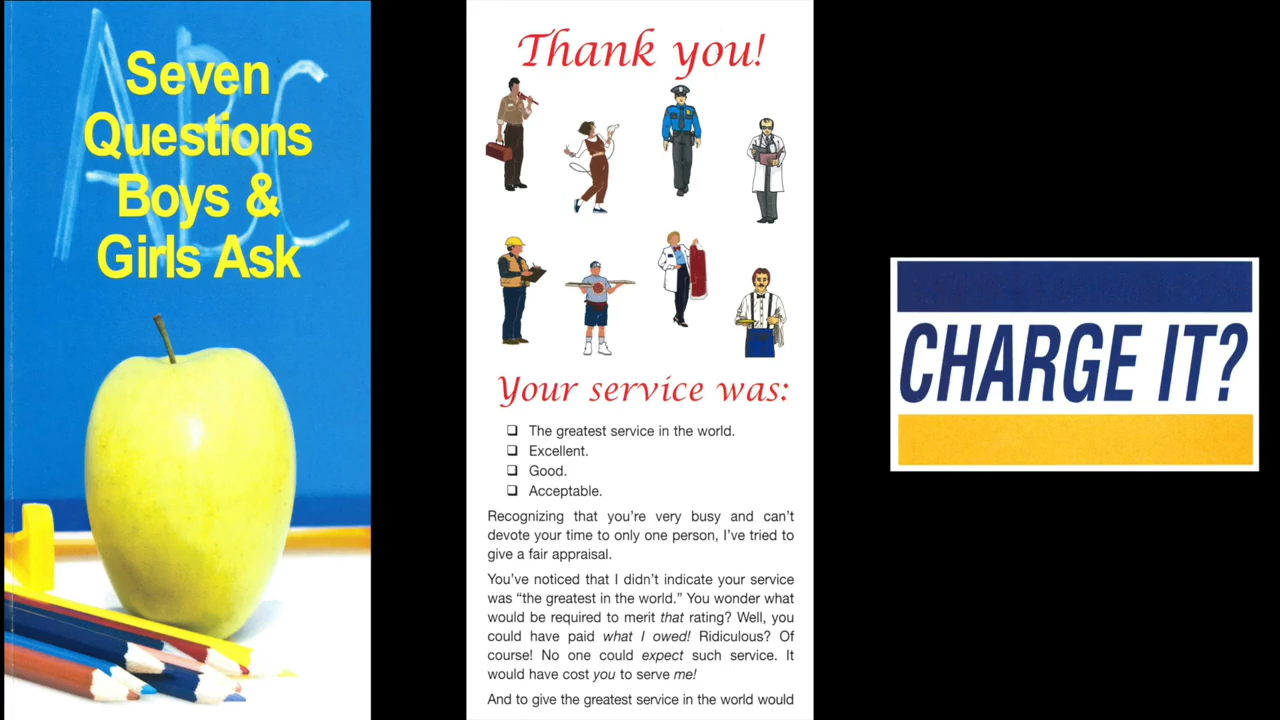 ABC
Seven
Questions
Boys &
Girls Ask
Thank you!
Your service was:
❏ The greatest service in the world.
❏ Excellent.
❏ Good.
❏ Acceptable.
Recognizing that you're very busy and can't
devote your time to only one person, I've tried to
give a fair appraisal.
You've noticed that I didn't indicate your service
was “the greatest in the world.” You wonder what
would be required to merit that rating? Well, you
could have paid what I owed! Ridiculous? Of
course! No one could expect such service. It
would have cost you to serve me!
And to give the greatest service in the world would
CHARGE IT?